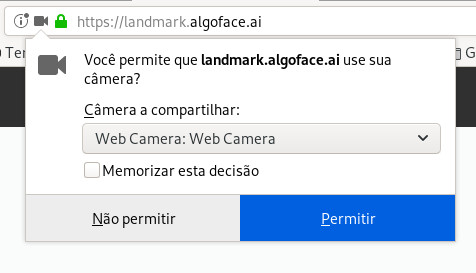 https://landmark.algoface.ai
Ter
Você permite que landmark.algoface.ai use sua
câmera?
Câmera a compartilhar:
Web Camera: Web Camera
Memorizar esta decisão
Não permitir
Permitir